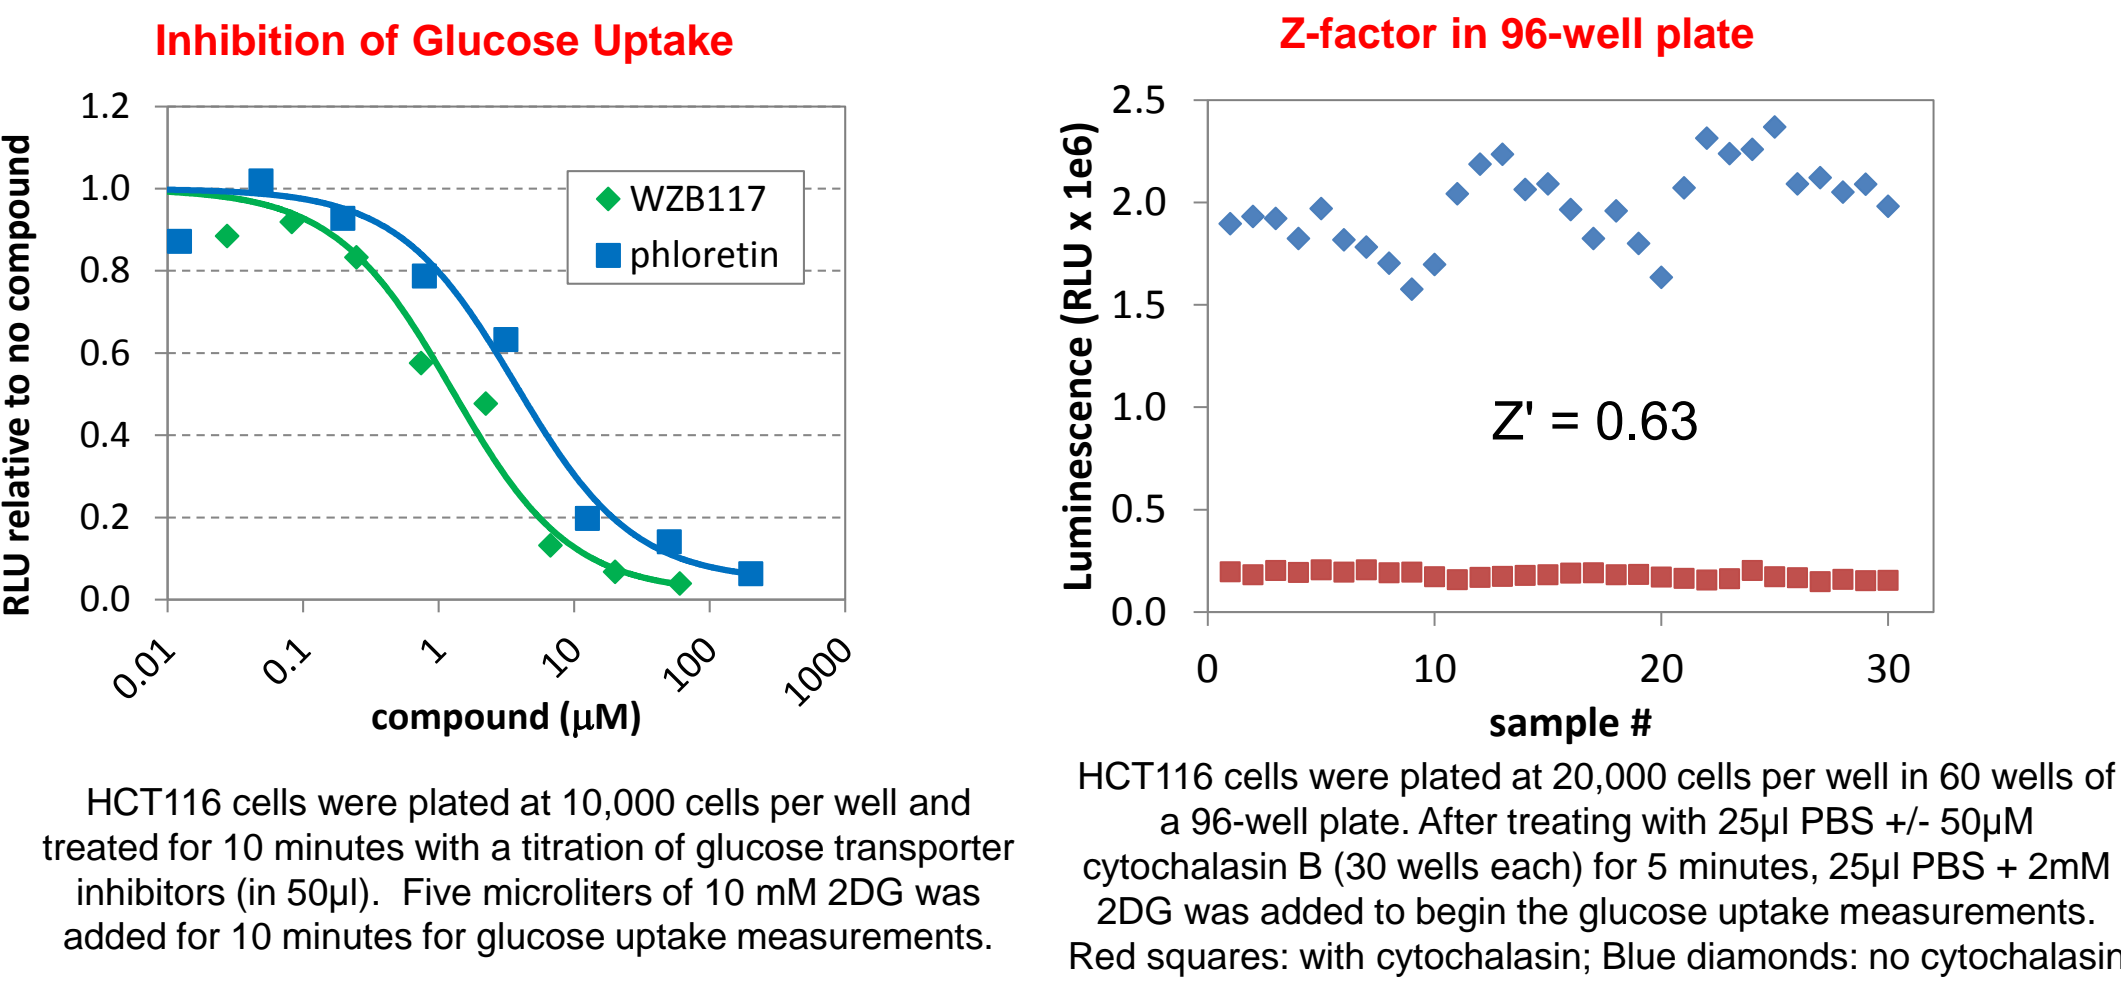 Inhibition of Glucose Uptake
1.2
1.0
0.8
0.6
0.4
0.2
0.0
RLU relative to no compound
WZB117
phloretin
0.01
0.1
1
10
100
1000
compound (μM)
HCT116 cells were plated at 10,000 cells per well and
treated for 10 minutes with a titration of glucose transporter
inhibitors (in 50µl).  Five microliters of 10 mM 2DG was
added for 10 minutes for glucose uptake measurements.
Z-factor in 96-well plate
2.5
2.0
1.5
1.0
0.5
0.0
Luminescence (RLU x 1e6)
Z' = 0.63
0
10
20
30
sample #
HCT116 cells were plated at 20,000 cells per well in 60 wells of
a 96-well plate. After treating with 25µl PBS +/- 50µM
cytochalasin B (30 wells each) for 5 minutes, 25µl PBS + 2mM
2DG was added to begin the glucose uptake measurements.
Red squares: with cytochalasin; Blue diamonds: no cytochalasin